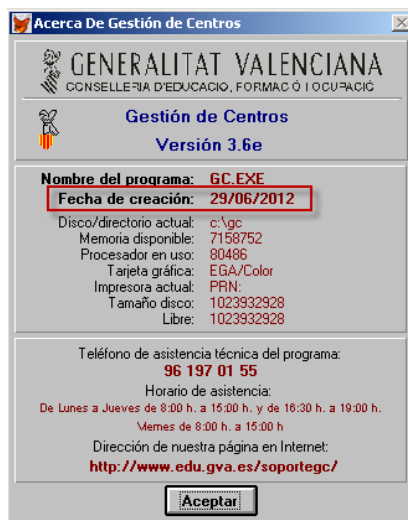 Acerca De Gestión de Centros
GENERALITAT VALENCIANA
CONSELLERIA D'EDUCACIÓ, FORMACIÓ I OCUPACIÓ
Gestión de Centros
Versión 3.6e
Nombre del programa: GC.EXE
Fecha de creación: 29/06/2012
Disco/directorio actual: c:\gc
Memoria disponible: 7158752
Procesador en uso: 80486
Tarjeta gráfica: EGA/Color
Impresora actual: PRN:
Tamaño disco: 1023932928
Libre: 1023932928
Teléfono de asistencia técnica del programa:
96 197 01 55
Horario de asistencia:
De Lunes a Jueves de 8:00 h. a 15:00 h. y de 16:30 h. a 19:00 h.
Viernes de 8:00 h. a 15:00 h
Dirección de nuestra página en Internet:
http://www.edu.gva.es/soportegc/
Aceptar